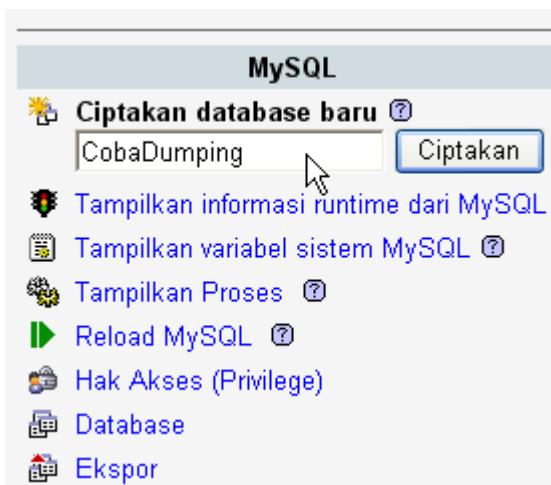 MySQL
Ciptakan database baru
CobaDumping Ciptakan
Tampilkan informasi runtime dari MySQL
Tampilkan variabel sistem MySQL
Tampilkan Proses
Reload MySQL
Hak Akses (Privilege)
Database
Ekspor